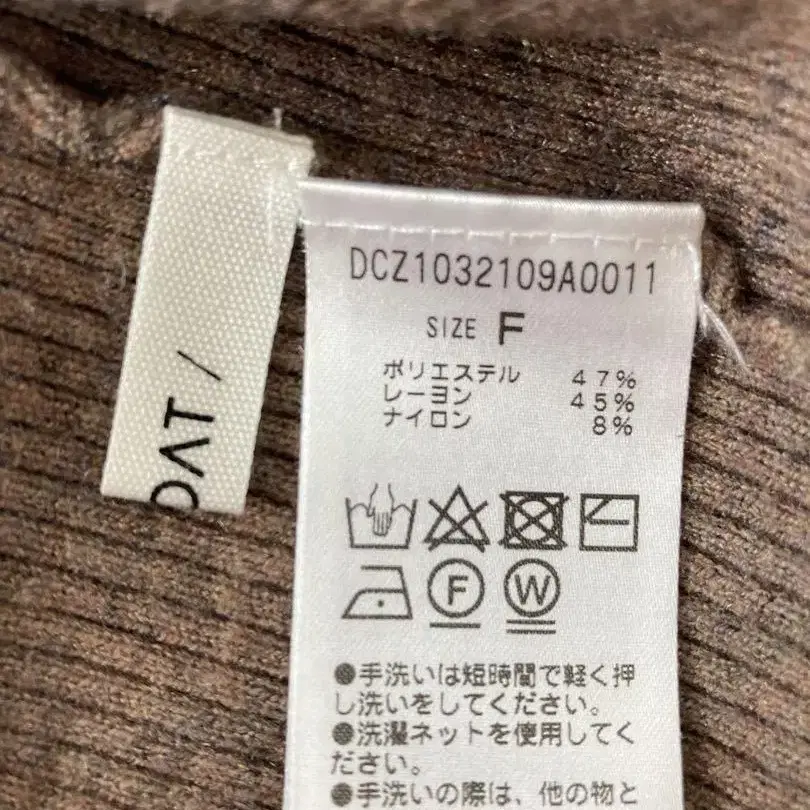 DCZ1032109A0011
SIZE F
ポリエステル 47%
レーヨン 45%
ナイロン 8%
F W
●手洗いは短時間で軽く押
し洗いをしてください。
●洗濯ネットを使用してく
ださい。
●手洗いの際は、他の物と